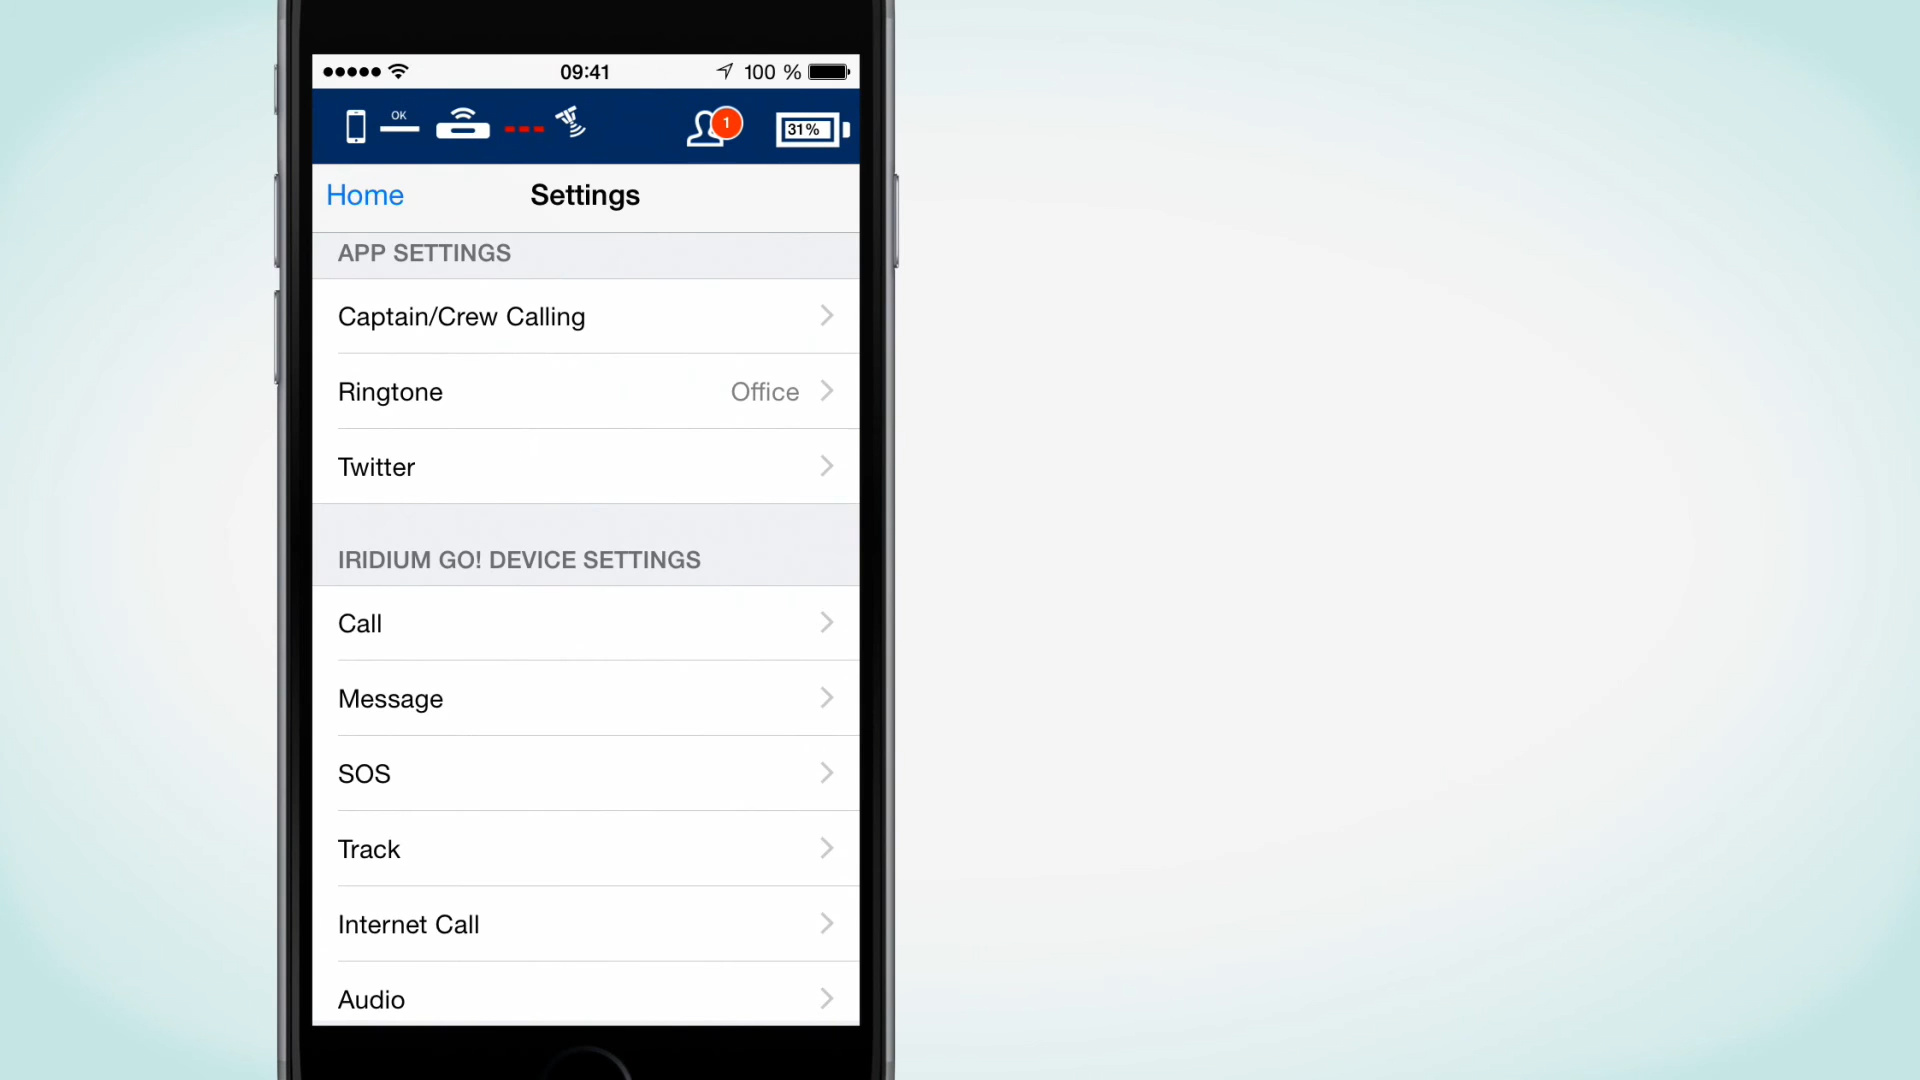 09:41 100 %
OK 1 31%
Home Settings
APP SETTINGS
Captain/Crew Calling
Ringtone Office
Twitter
IRIDIUM GO! DEVICE SETTINGS
Call
Message
SOS
Track
Internet Call
Audio